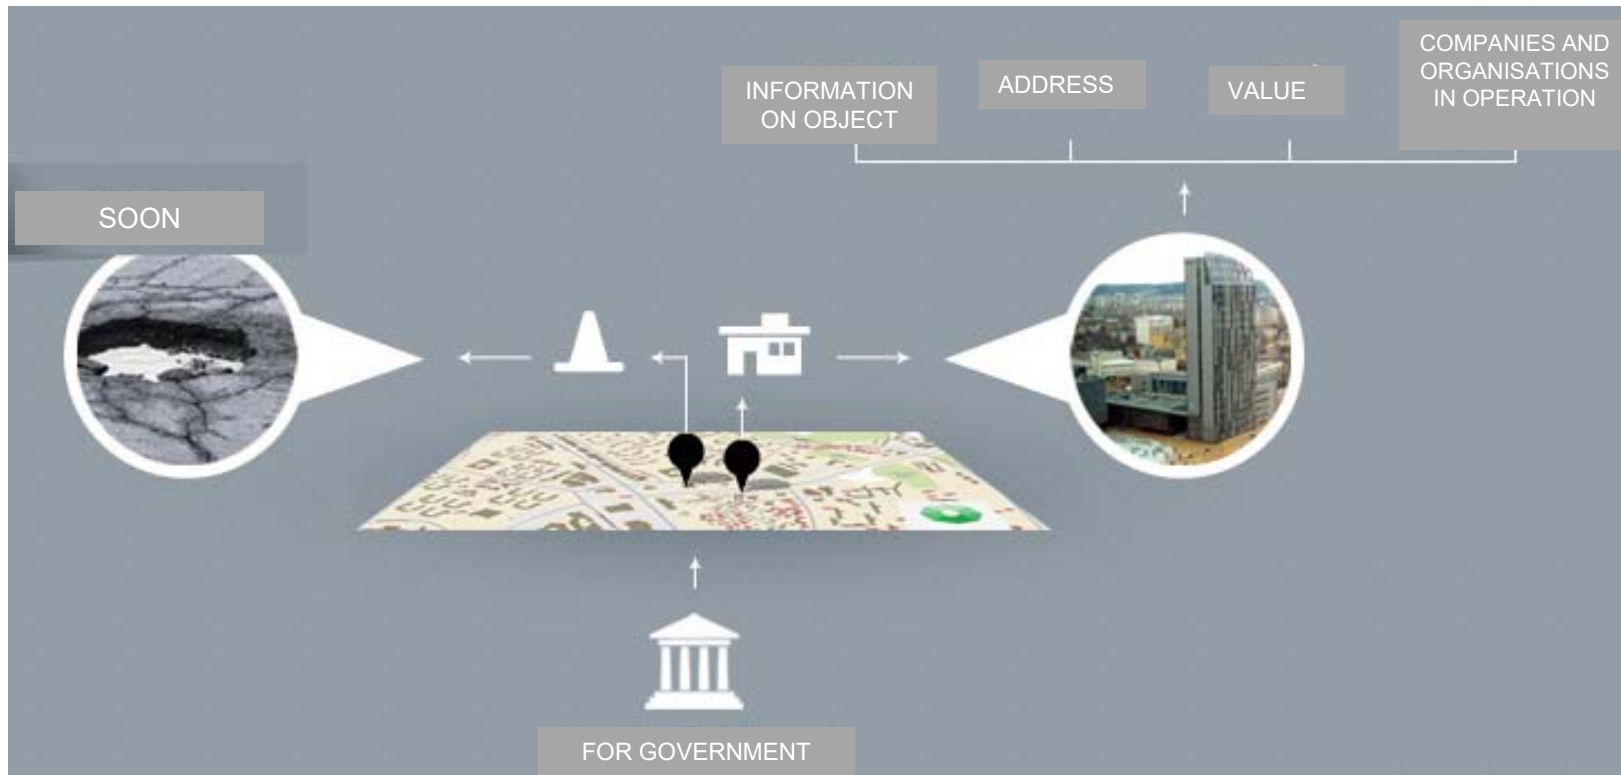 COMPANIES AND
ORGANISATIONS
IN OPERATION
INFORMATION
ON OBJECT
ADDRESS
VALUE
SOON
FOR GOVERNMENT